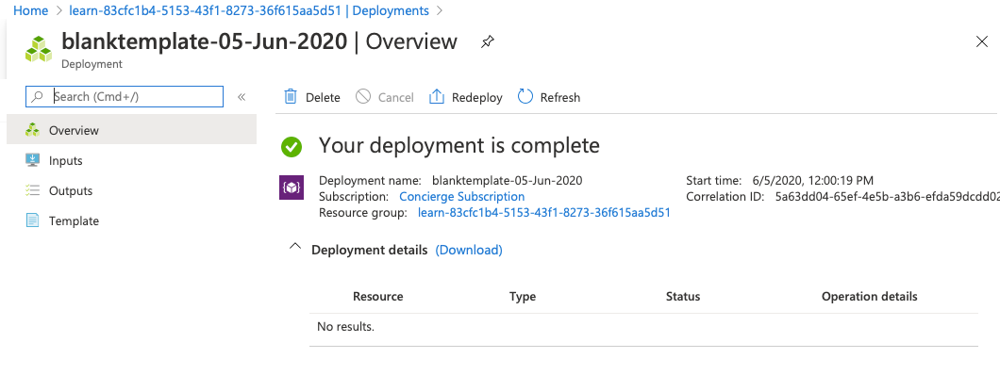 Home > learn-83cfc1b4-5153-43f1-8273-36f615aa5d51 | Deployments >
blanktemplate-05-Jun-2020 | Overview
Deployment
Search (Cmd+/)
«
Overview
Inputs
Outputs
Template
Delete Cancel Redeploy Refresh
Your deployment is complete
Deployment name: blanktemplate-05-Jun-2020 Start time: 6/5/2020, 12:00:19 PM
Subscription: Concierge Subscription Correlation ID: 5a63dd04-65ef-4e5b-a3b6-efda59dcdd02
Resource group: learn-83cfc1b4-5153-43f1-8273-36f615aa5d51
Deployment details (Download)
Resource Type Status Operation details
No results.